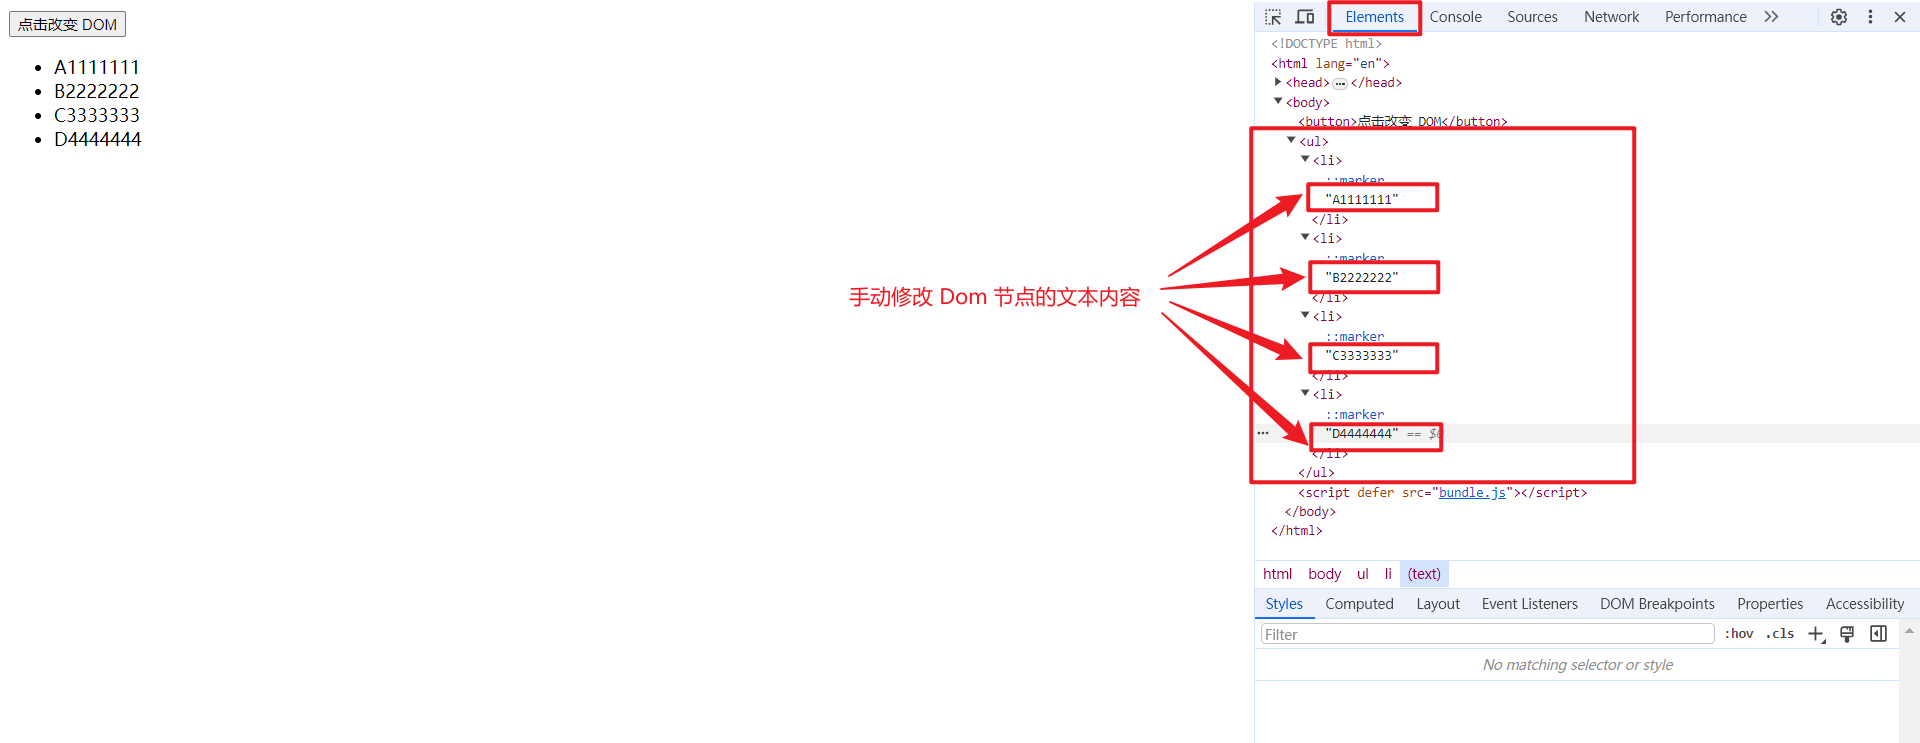 点击改变 DOM
• A1111111
• B2222222
• C3333333
• D4444444
手动修改 Dom 节点的文本内容
Elements Console Sources Network Performance
<!DOCTYPE html>
<html lang="en">
<head> ⋯ </head>
<body>
<button>点击改变 DOM</button>
<ul>
<li>
::marker
"A1111111"
</li>
<li>
::marker
"B2222222"
</li>
<li>
::marker
"C3333333"
</li>
<li>
::marker
"D4444444" == $0
</li>
</ul>
<script defer src="bundle.js"></script>
</body>
</html>
html body ul li (text)
Styles Computed Layout Event Listeners DOM Breakpoints Properties Accessibility
Filter :hov .cls
No matching selector or style